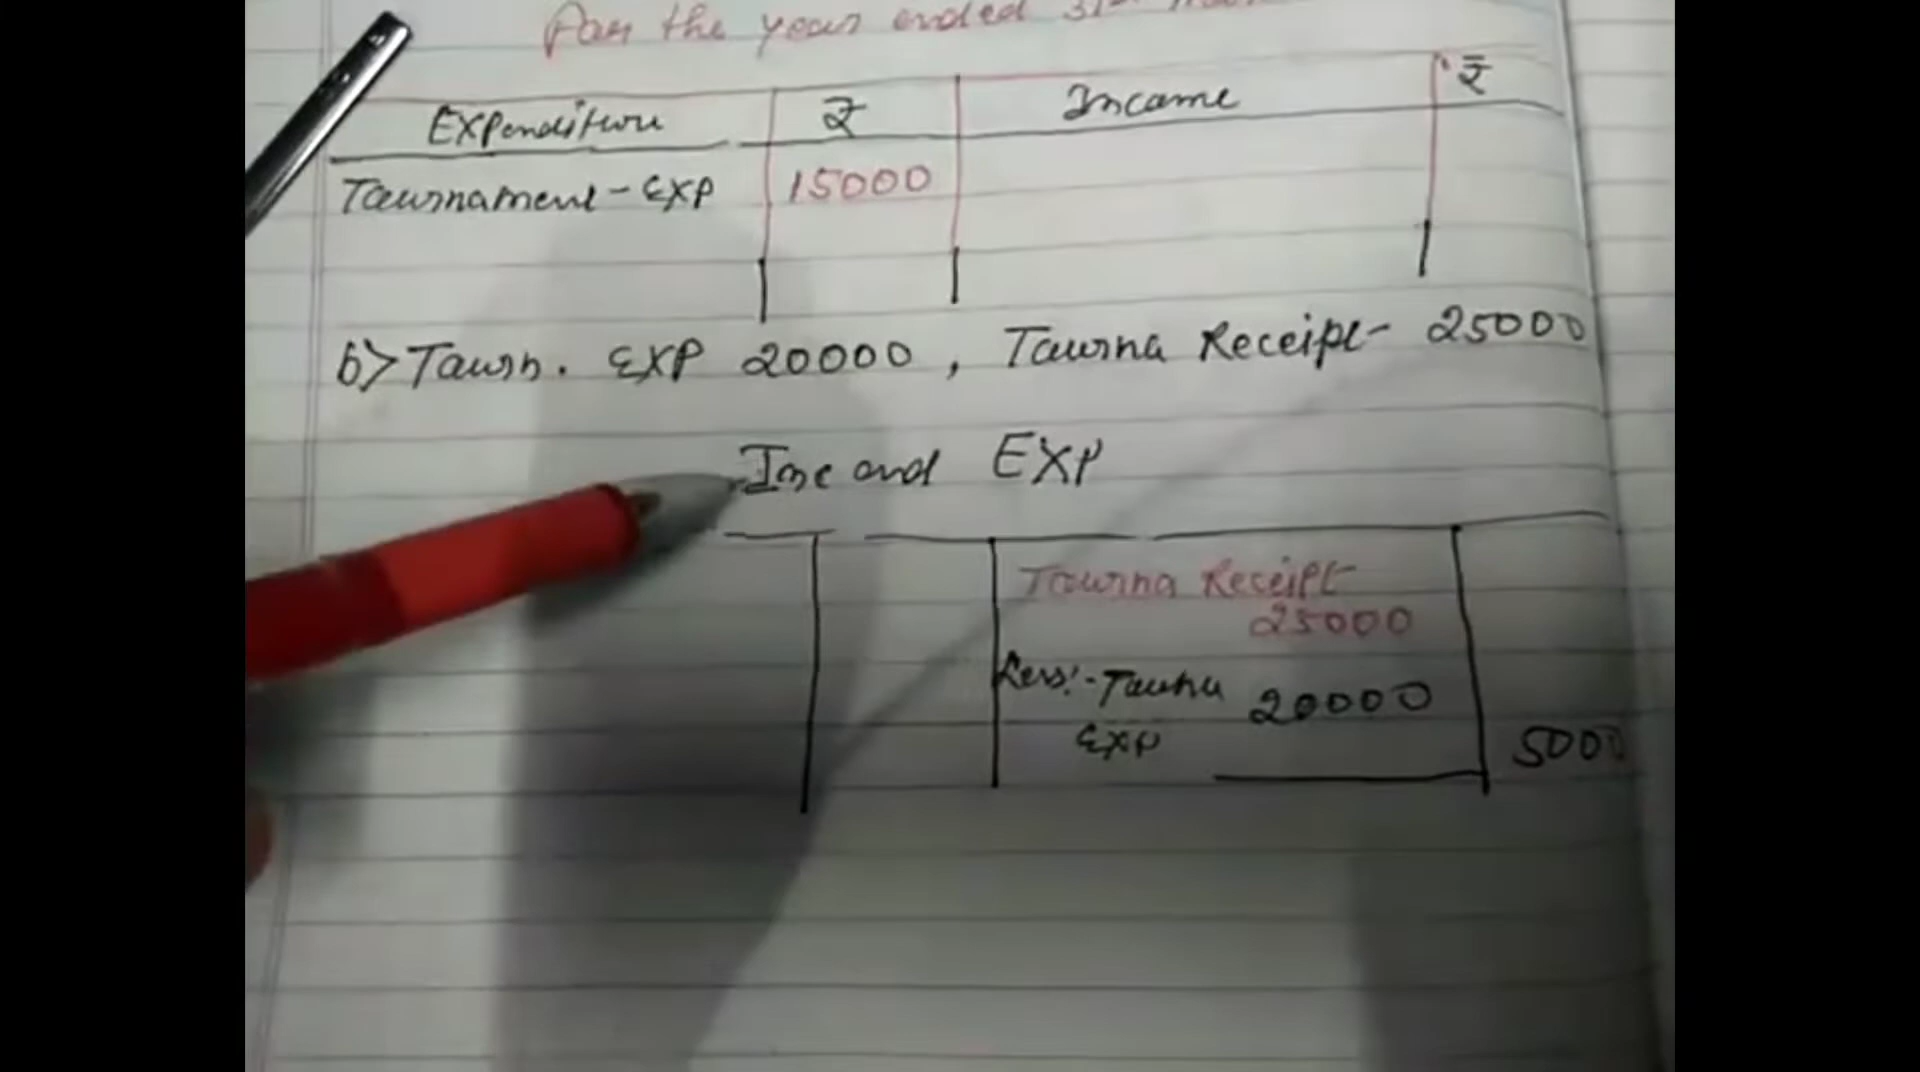 For the year ended 31st
Expenditure ₹ Income ₹
Tournament - Exp 15000
b> Tourn. Exp 20000, Tourna Receipt - 25000
Inc and EXP
Tourna Receipt
25000
Less:- Tourna 20000
Exp 5000